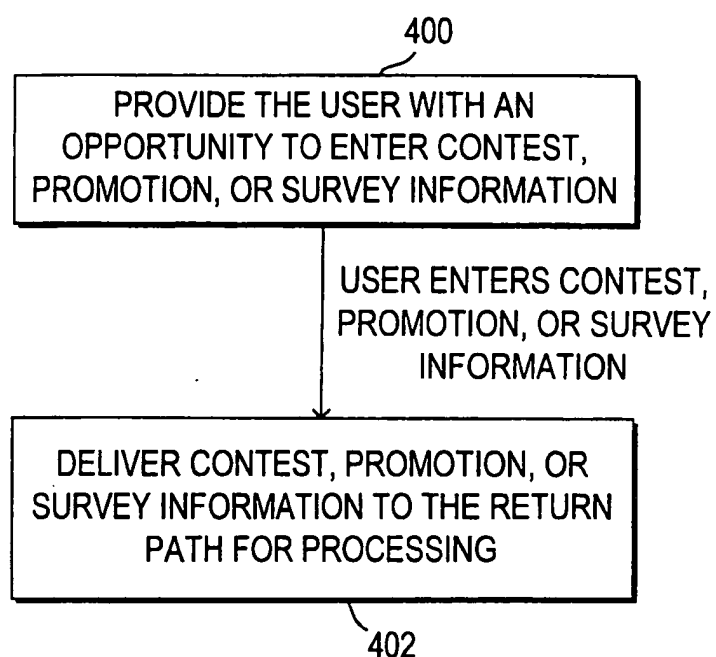 400
PROVIDE THE USER WITH AN
OPPORTUNITY TO ENTER CONTEST,
PROMOTION, OR SURVEY INFORMATION
USER ENTERS CONTEST,
PROMOTION, OR SURVEY
INFORMATION
DELIVER CONTEST, PROMOTION, OR
SURVEY INFORMATION TO THE RETURN
PATH FOR PROCESSING
402